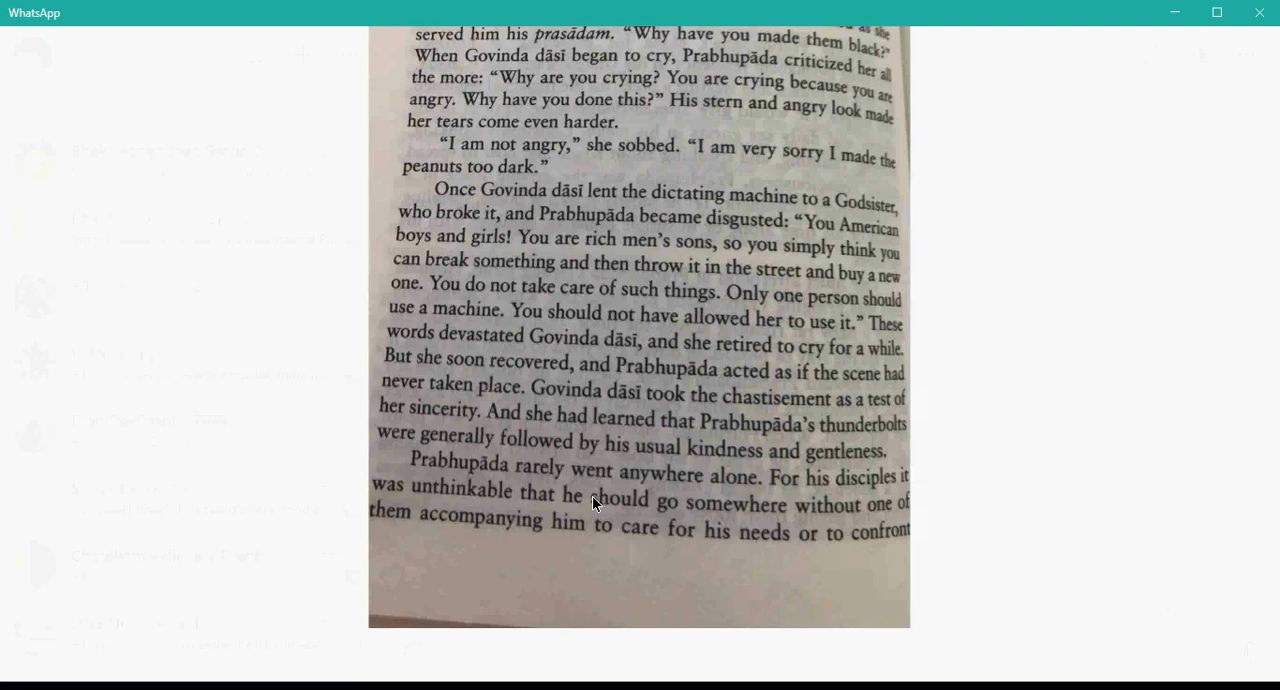 WhatsApp
as she
served him his prasādam. “Why have you made them black?”
When Govinda dāsī began to cry, Prabhupāda criticized her all
the more: “Why are you crying? You are crying because you are
angry. Why have you done this?” His stern and angry look made
her tears come even harder.
“I am not angry,” she sobbed. “I am very sorry I made the
peanuts too dark.”
Once Govinda dāsī lent the dictating machine to a Godsister,
who broke it, and Prabhupāda became disgusted: “You American
boys and girls! You are rich men’s sons, so you simply think you
can break something and then throw it in the street and buy a new
one. You do not take care of such things. Only one person should
use a machine. You should not have allowed her to use it.” These
words devastated Govinda dāsī, and she retired to cry for a while.
But she soon recovered, and Prabhupāda acted as if the scene had
never taken place. Govinda dāsī took the chastisement as a test of
her sincerity. And she had learned that Prabhupāda’s thunderbolts
were generally followed by his usual kindness and gentleness.
Prabhupāda rarely went anywhere alone. For his disciples it
was unthinkable that he should go somewhere without one of
them accompanying him to care for his needs or to confront